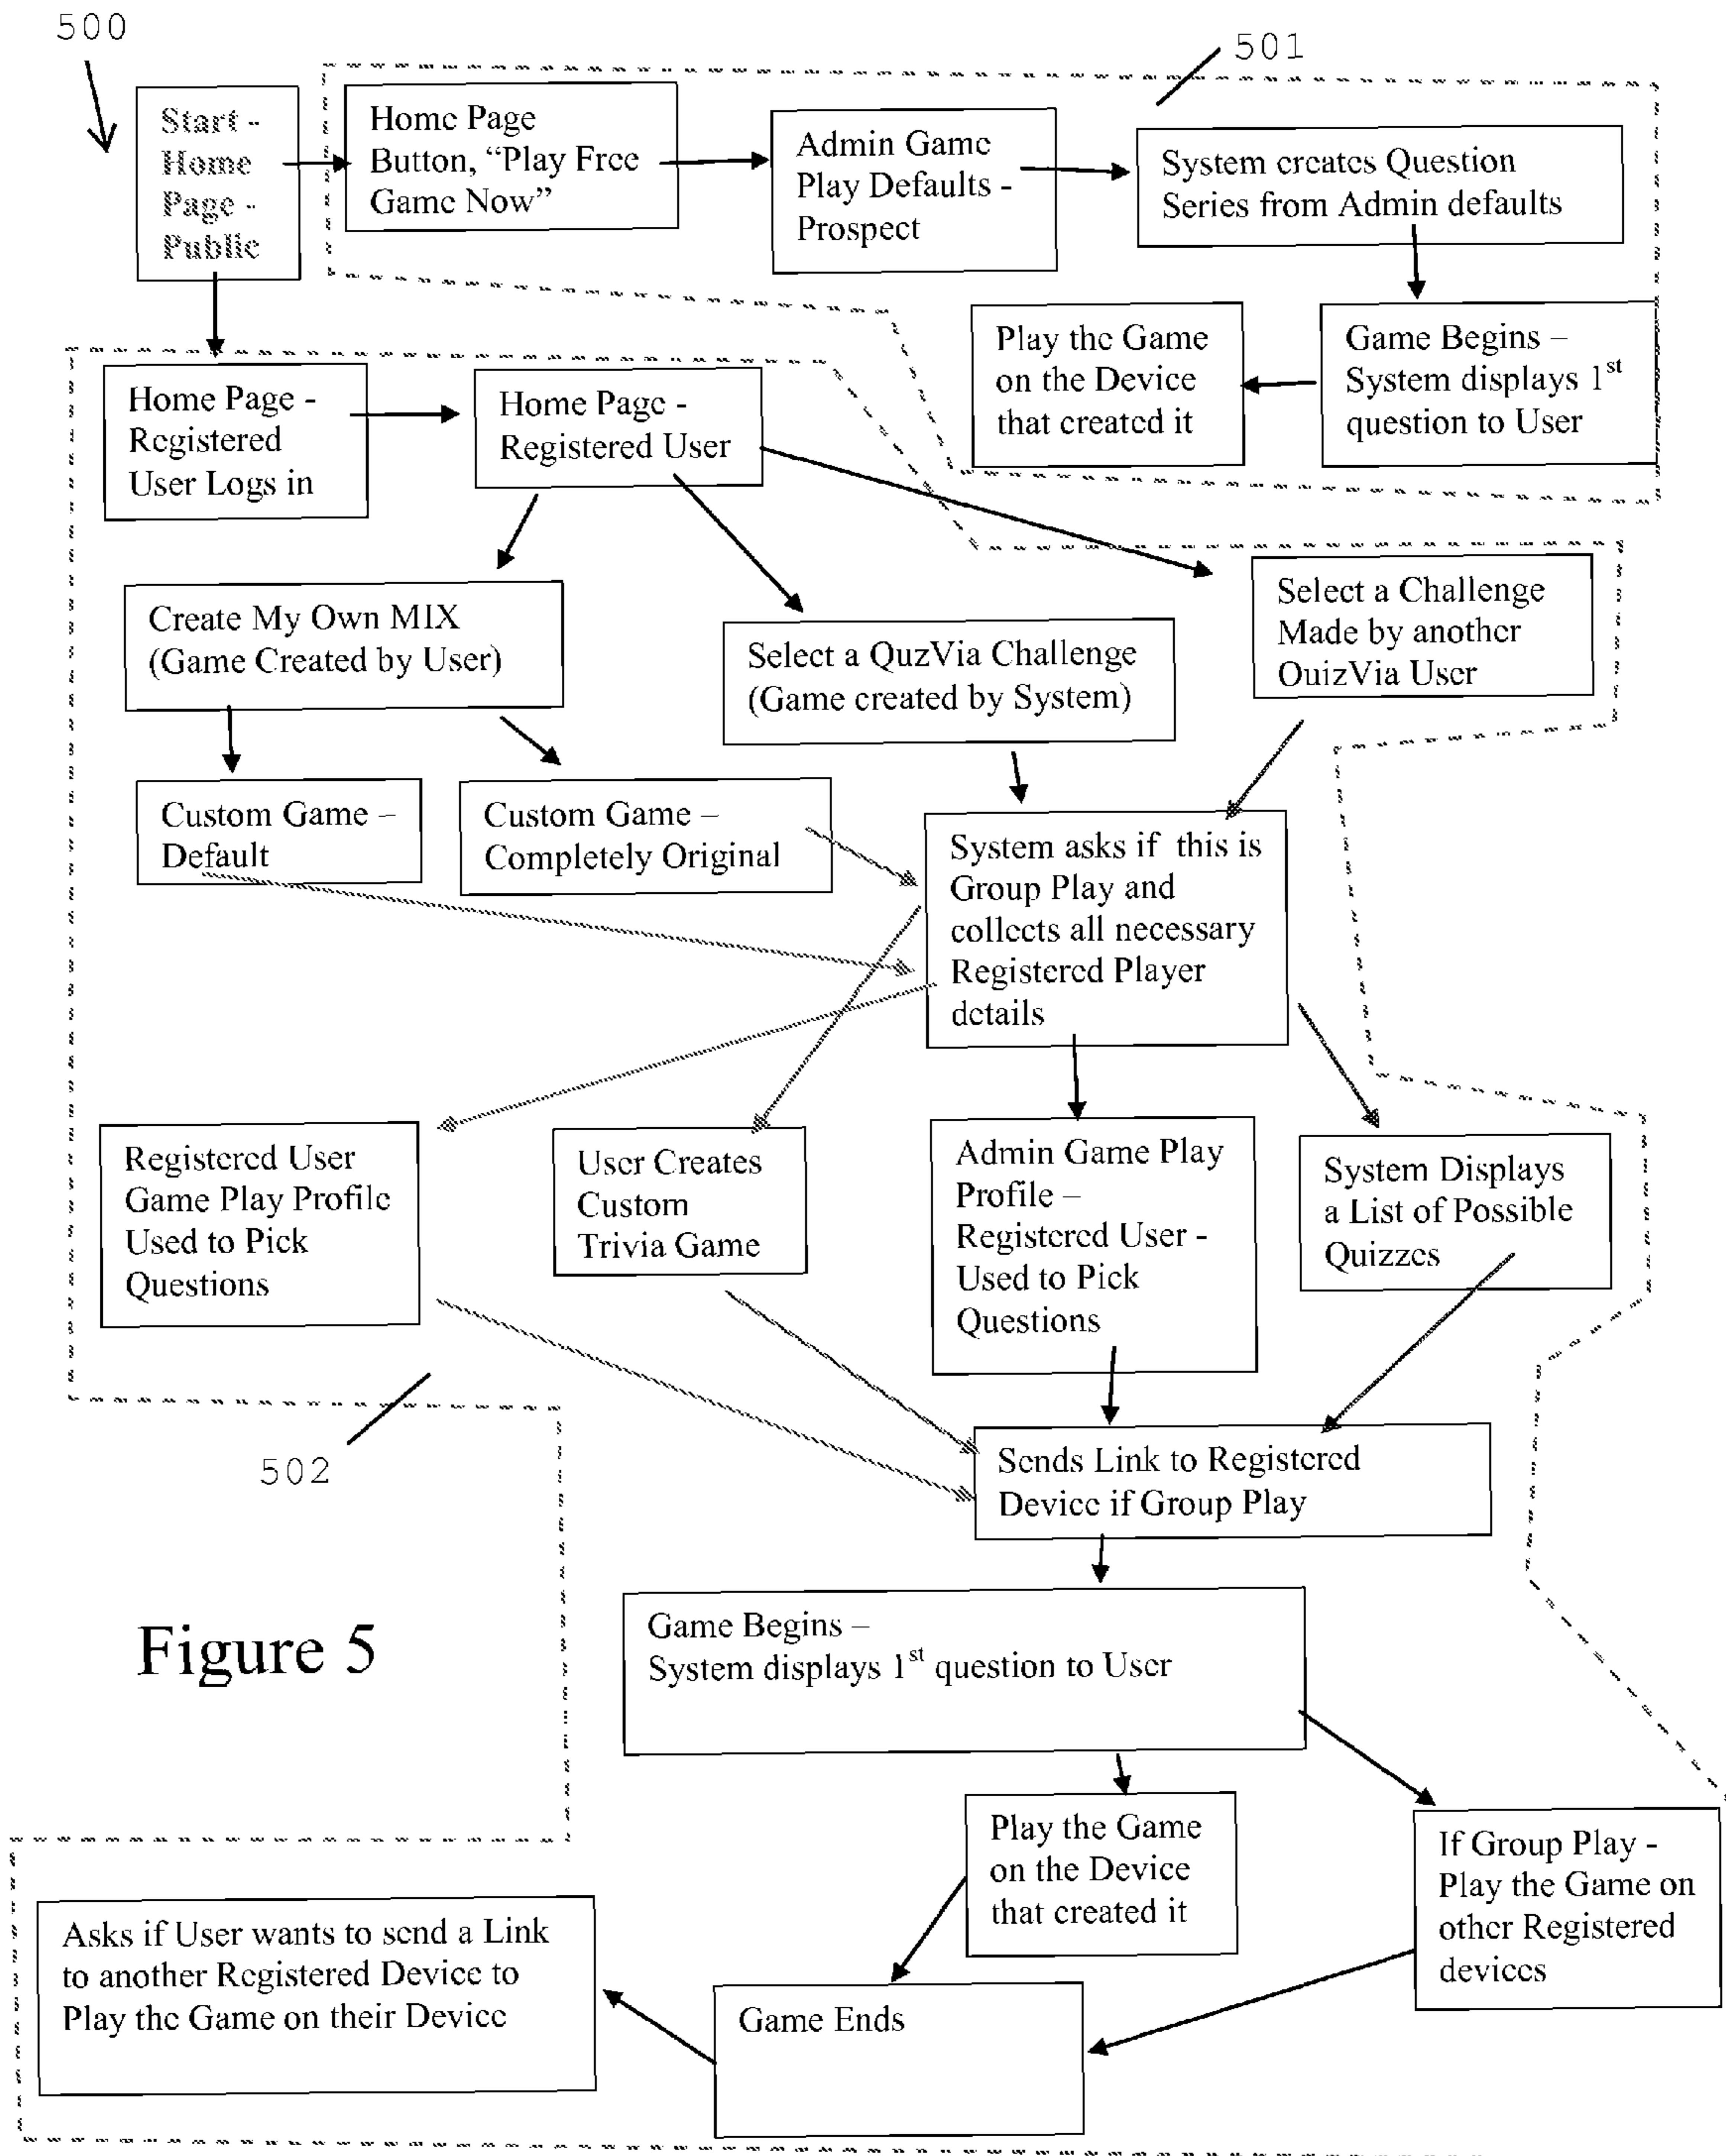 500
501
Start -
Home
Page -
Public
Home Page
Button, “Play Free
Game Now”
Admin Game
Play Defaults -
Prospect
System creates Question
Series from Admin defaults
Play the Game
on the Device
that created it
Game Begins –
System displays 1st
question to User
Home Page -
Registered
User Logs in
Home Page -
Registered User
Create My Own MIX
(Game Created by User)
Select a QuzVia Challenge
(Game created by System)
Select a Challenge
Made by another
QuizVia User
Custom Game –
Default
Custom Game –
Completely Original
System asks if this is
Group Play and
collects all necessary
Registered Player
details
Registered User
Game Play Profile
Used to Pick
Questions
User Creates
Custom
Trivia Game
Admin Game Play
Profile –
Registered User -
Used to Pick
Questions
System Displays
a List of Possible
Quizzes
502
Sends Link to Registered
Device if Group Play
Figure 5
Game Begins –
System displays 1st question to User
Play the Game
on the Device
that created it
If Group Play -
Play the Game on
other Registered
devices
Asks if User wants to send a Link
to another Registered Device to
Play the Game on their Device
Game Ends